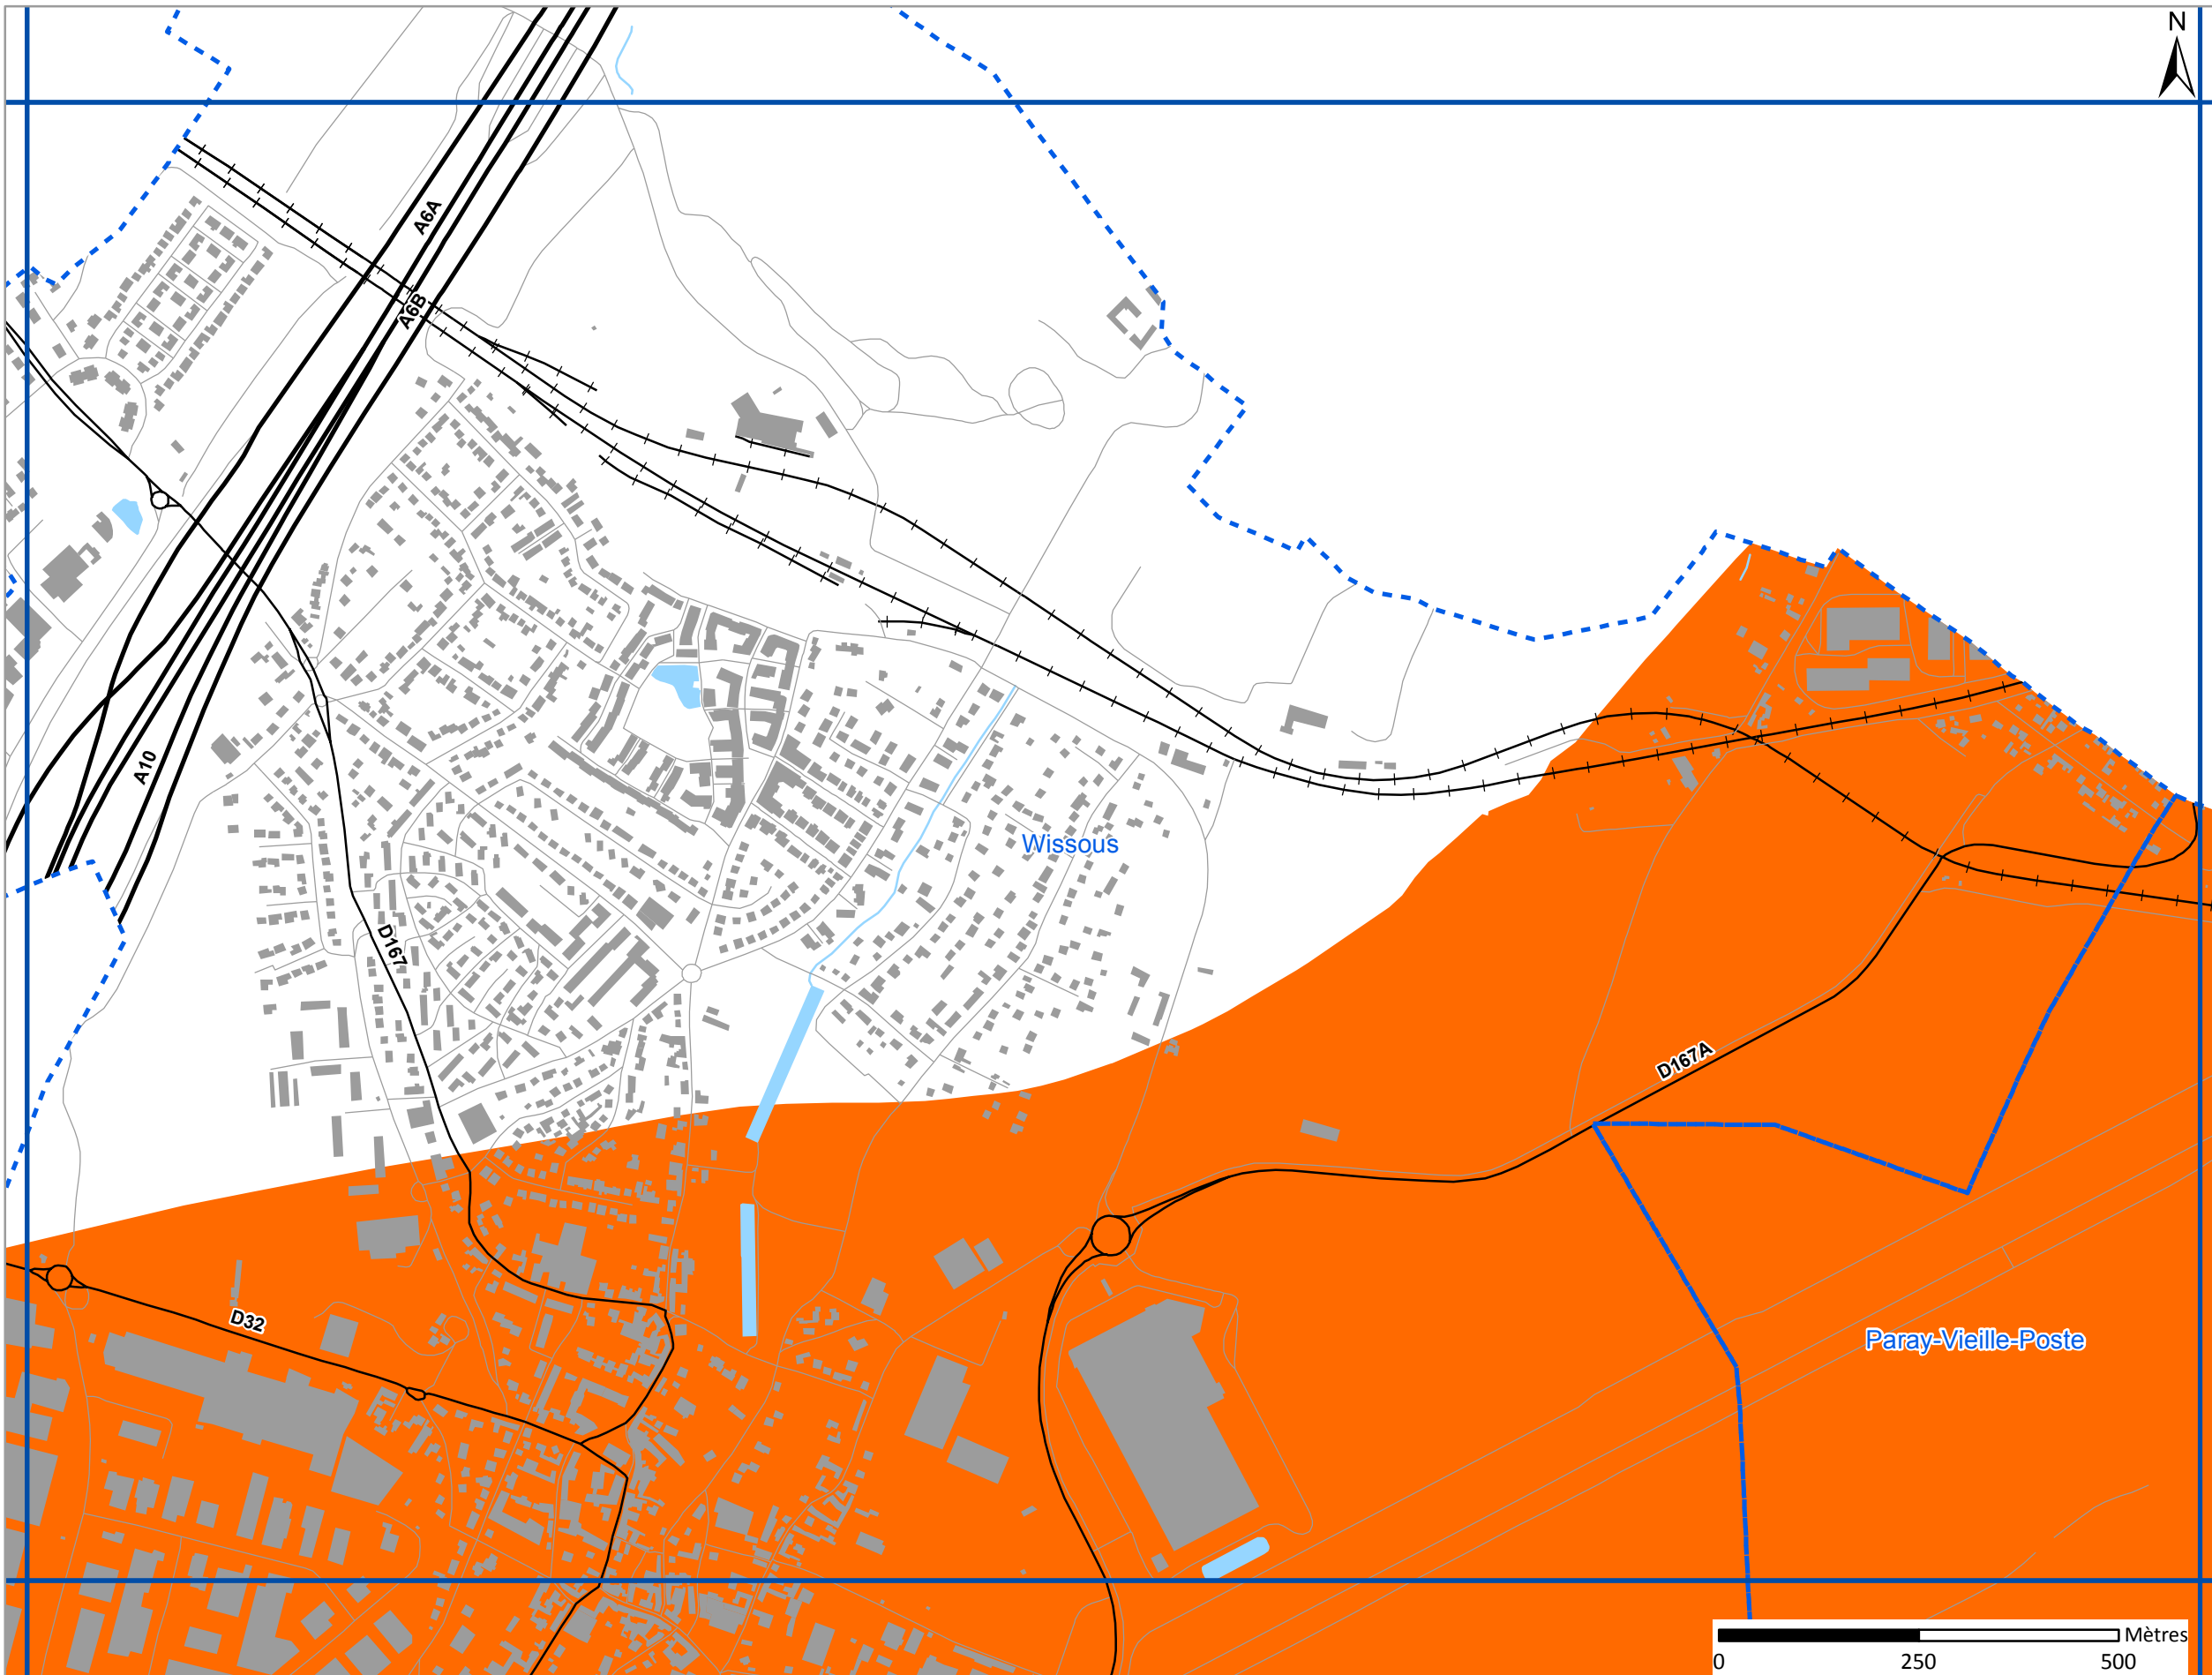 N
A6A
A6B
A10
Wissous
D167
D167A
D32
Paray-Vieille-Poste
Mètres
0 250 500